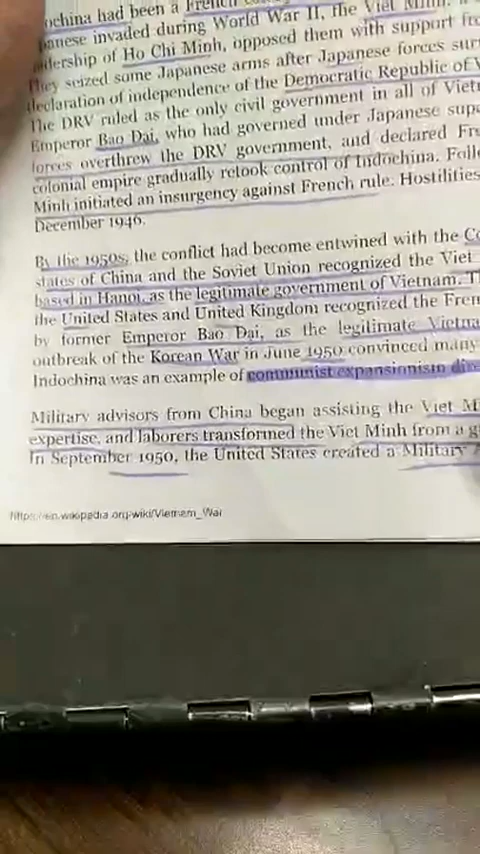 ochina had been a French
panese invaded during World War II, the Viet Minh, a
dership of Ho Chi Minh, opposed them with support fro
They seized some Japanese arms after Japanese forces sur
declaration of independence of the Democratic Republic of V
The DRV ruled as the only civil government in all of Viet
Emperor Bao Dai, who had governed under Japanese sup
forces overthrew the DRV government, and declared Fre
colonial empire gradually retook control of Indochina. Foll
Minh initiated an insurgency against French rule. Hostilities
December 1946.
By the 1950s, the conflict had become entwined with the Co
states of China and the Soviet Union recognized the Viet
based in Hanoi, as the legitimate government of Vietnam. T
the United States and United Kingdom recognized the Fren
by former Emperor Bao Dai, as the legitimate Vietna
outbreak of the Korean War in June 1950 convinced many
Indochina was an example of communist expansionism dire
Military advisors from China began assisting the Viet M
expertise, and laborers transformed the Viet Minh from a g
In September 1950, the United States created a Military A
https://en.wikipedia.org/wiki/Vietnam_War